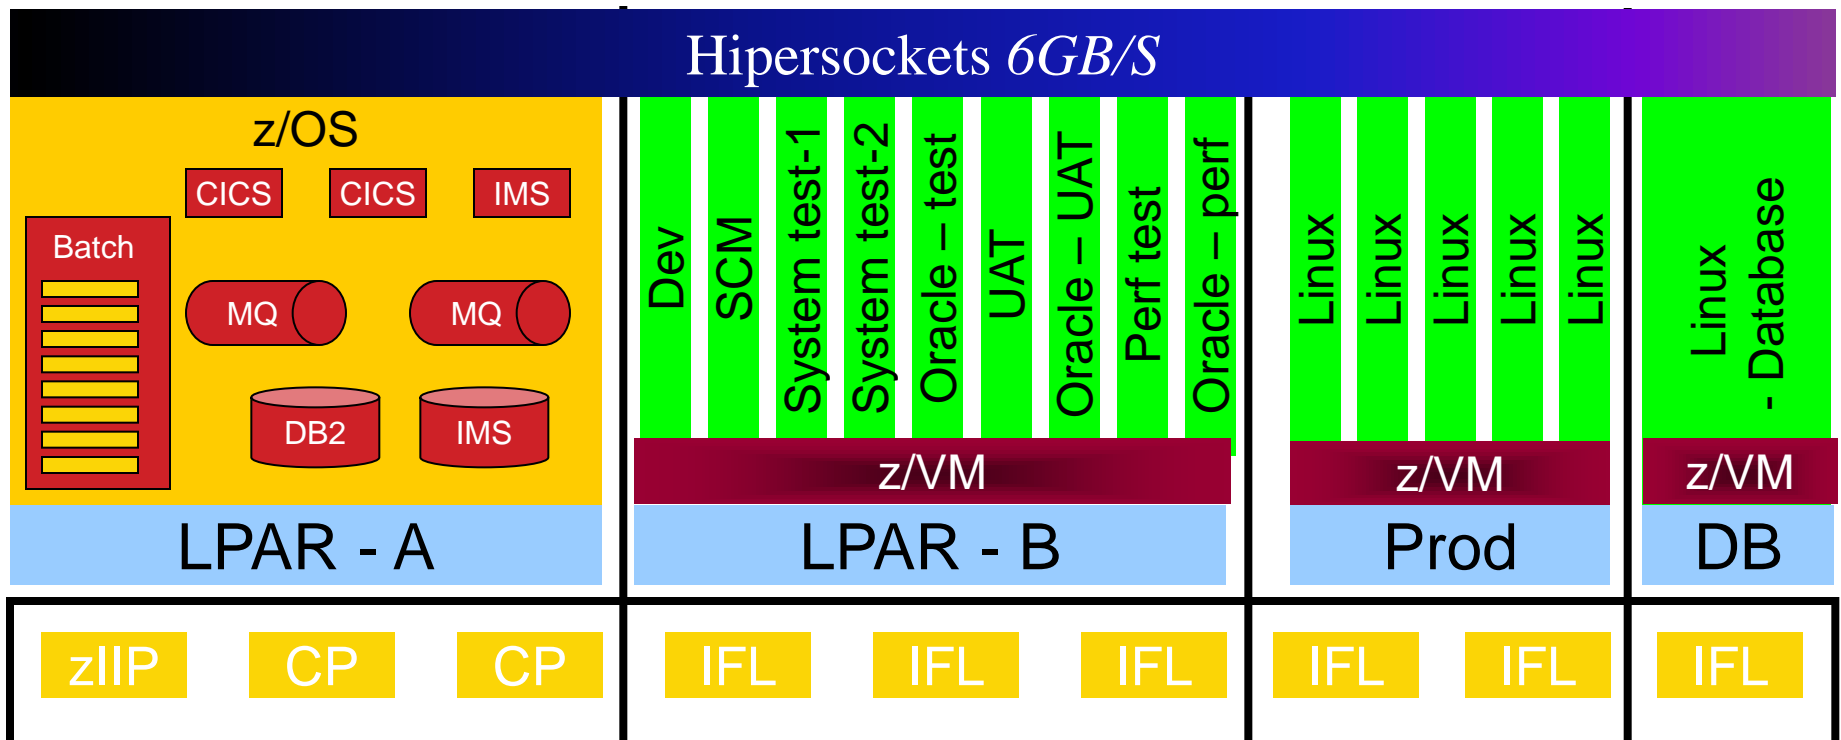 Hipersockets 6GB/S
z/OS
CICS
CICS
IMS
Batch
MQ
MQ
DB2
IMS
LPAR - A
Dev
SCM
System test-1
System test-2
Oracle – test
UAT
Oracle – UAT
Perf test
Oracle – perf
z/VM
LPAR - B
Linux
Linux
Linux
Linux
Linux
z/VM
Prod
Linux
- Database
z/VM
DB
zIIP
CP
CP
IFL
IFL
IFL
IFL
IFL
IFL